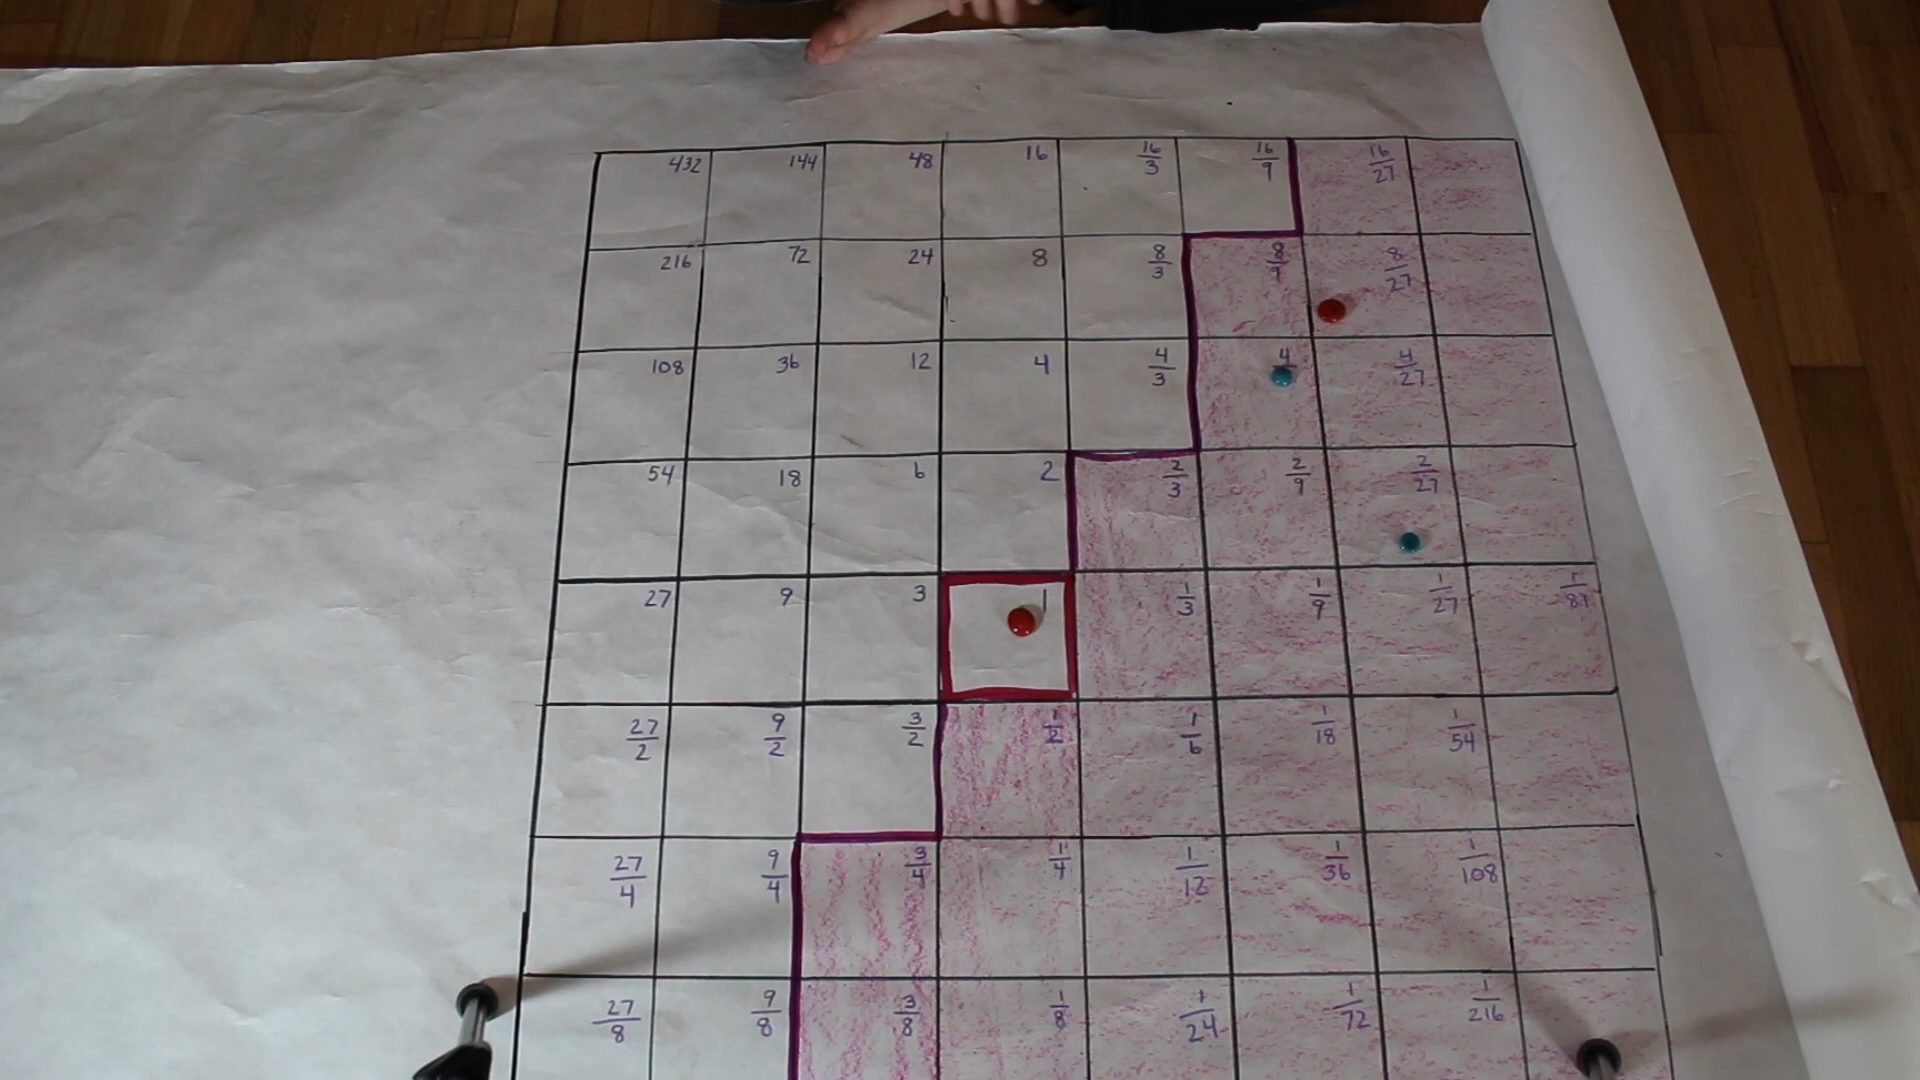 432 144 48 16 16/3 16/9 16/27
216 72 24 8 8/3 8/9 8/27
108 36 12 4 4/3 4 4/27
54 18 6 2 2/3 2/9 2/27
27 9 3 1 1/3 1/9 1/27 1/81
27/2 9/2 3/2 1/2 1/6 1/18 1/54
27/4 9/4 3/4 1/4 1/12 1/36 1/108
27/8 9/8 3/8 1/8 1/24 1/72 1/216